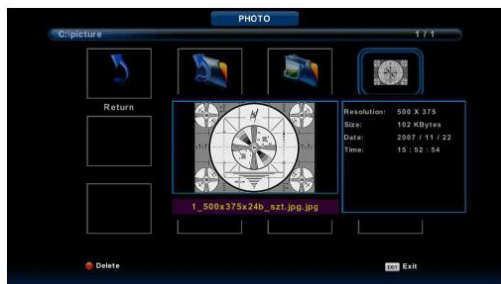 PHOTO
C:\picture 1 / 1
Return
Resolution: 500 X 375
Size: 102 KBytes
Date: 2007 / 11 / 22
Time: 15 : 52 : 54
1_500x375x24b_szt.jpg.jpg
Delete EXIT Exit